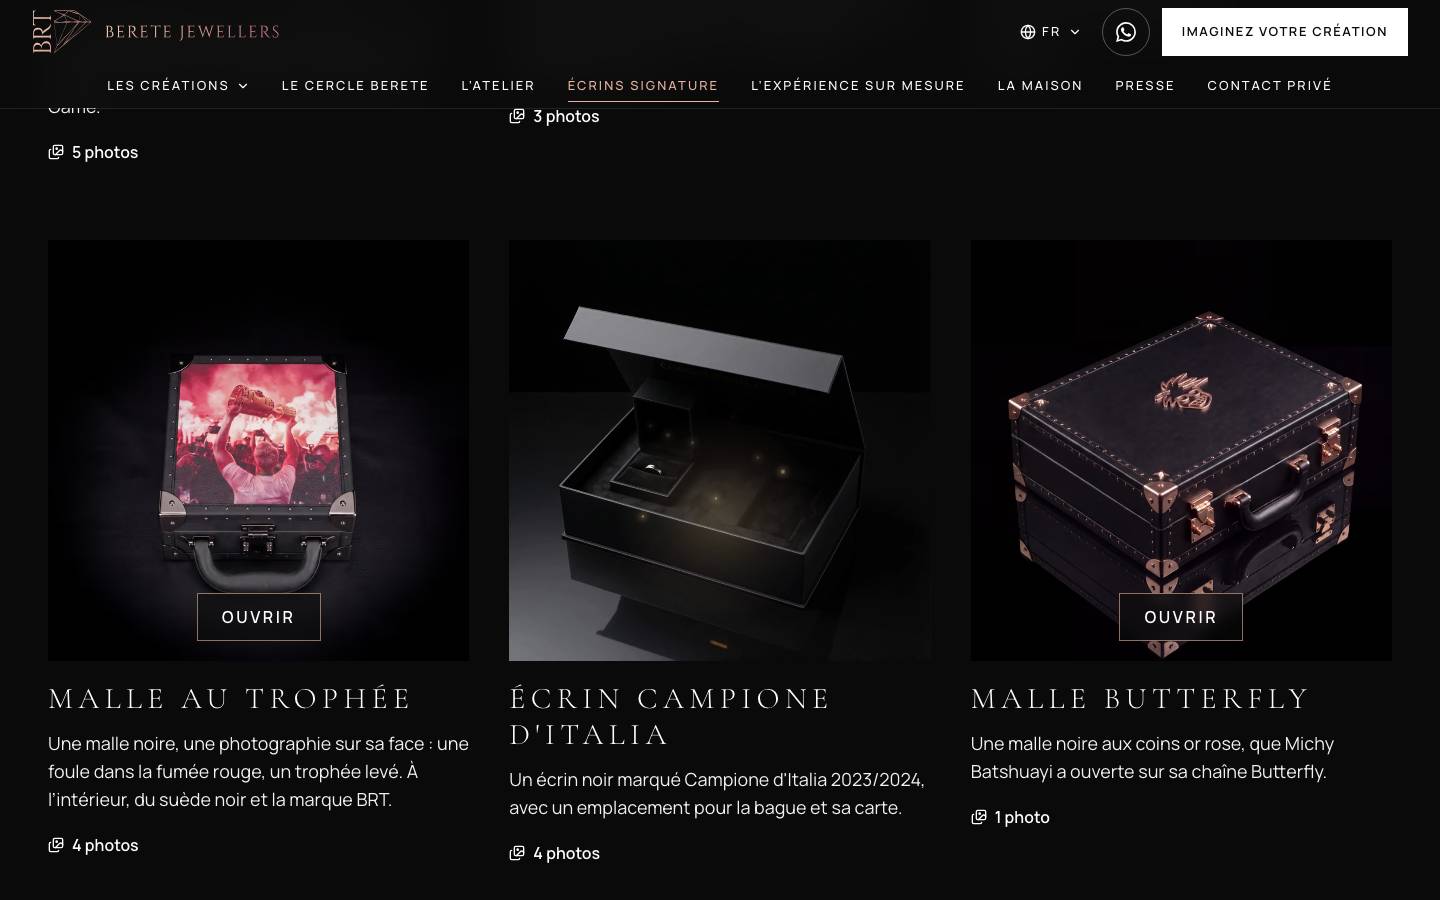 BRT
BERETE JEWELLERS
FR
IMAGINEZ VOTRE CRÉATION
LES CRÉATIONS
LE CERCLE BERETE
L'ATELIER
ÉCRINS SIGNATURE
L'EXPÉRIENCE SUR MESURE
LA MAISON
PRESSE
CONTACT PRIVÉ
Game.
5 photos
3 photos
OUVRIR
MALLE AU TROPHÉE
Une malle noire, une photographie sur sa face : une
foule dans la fumée rouge, un trophée levé. À
l’intérieur, du suède noir et la marque BRT.
4 photos
ÉCRIN CAMPIONE
D'ITALIA
Un écrin noir marqué Campione d'Italia 2023/2024,
avec un emplacement pour la bague et sa carte.
4 photos
OUVRIR
MALLE BUTTERFLY
Une malle noire aux coins or rose, que Michy
Batshuayi a ouverte sur sa chaîne Butterfly.
1 photo